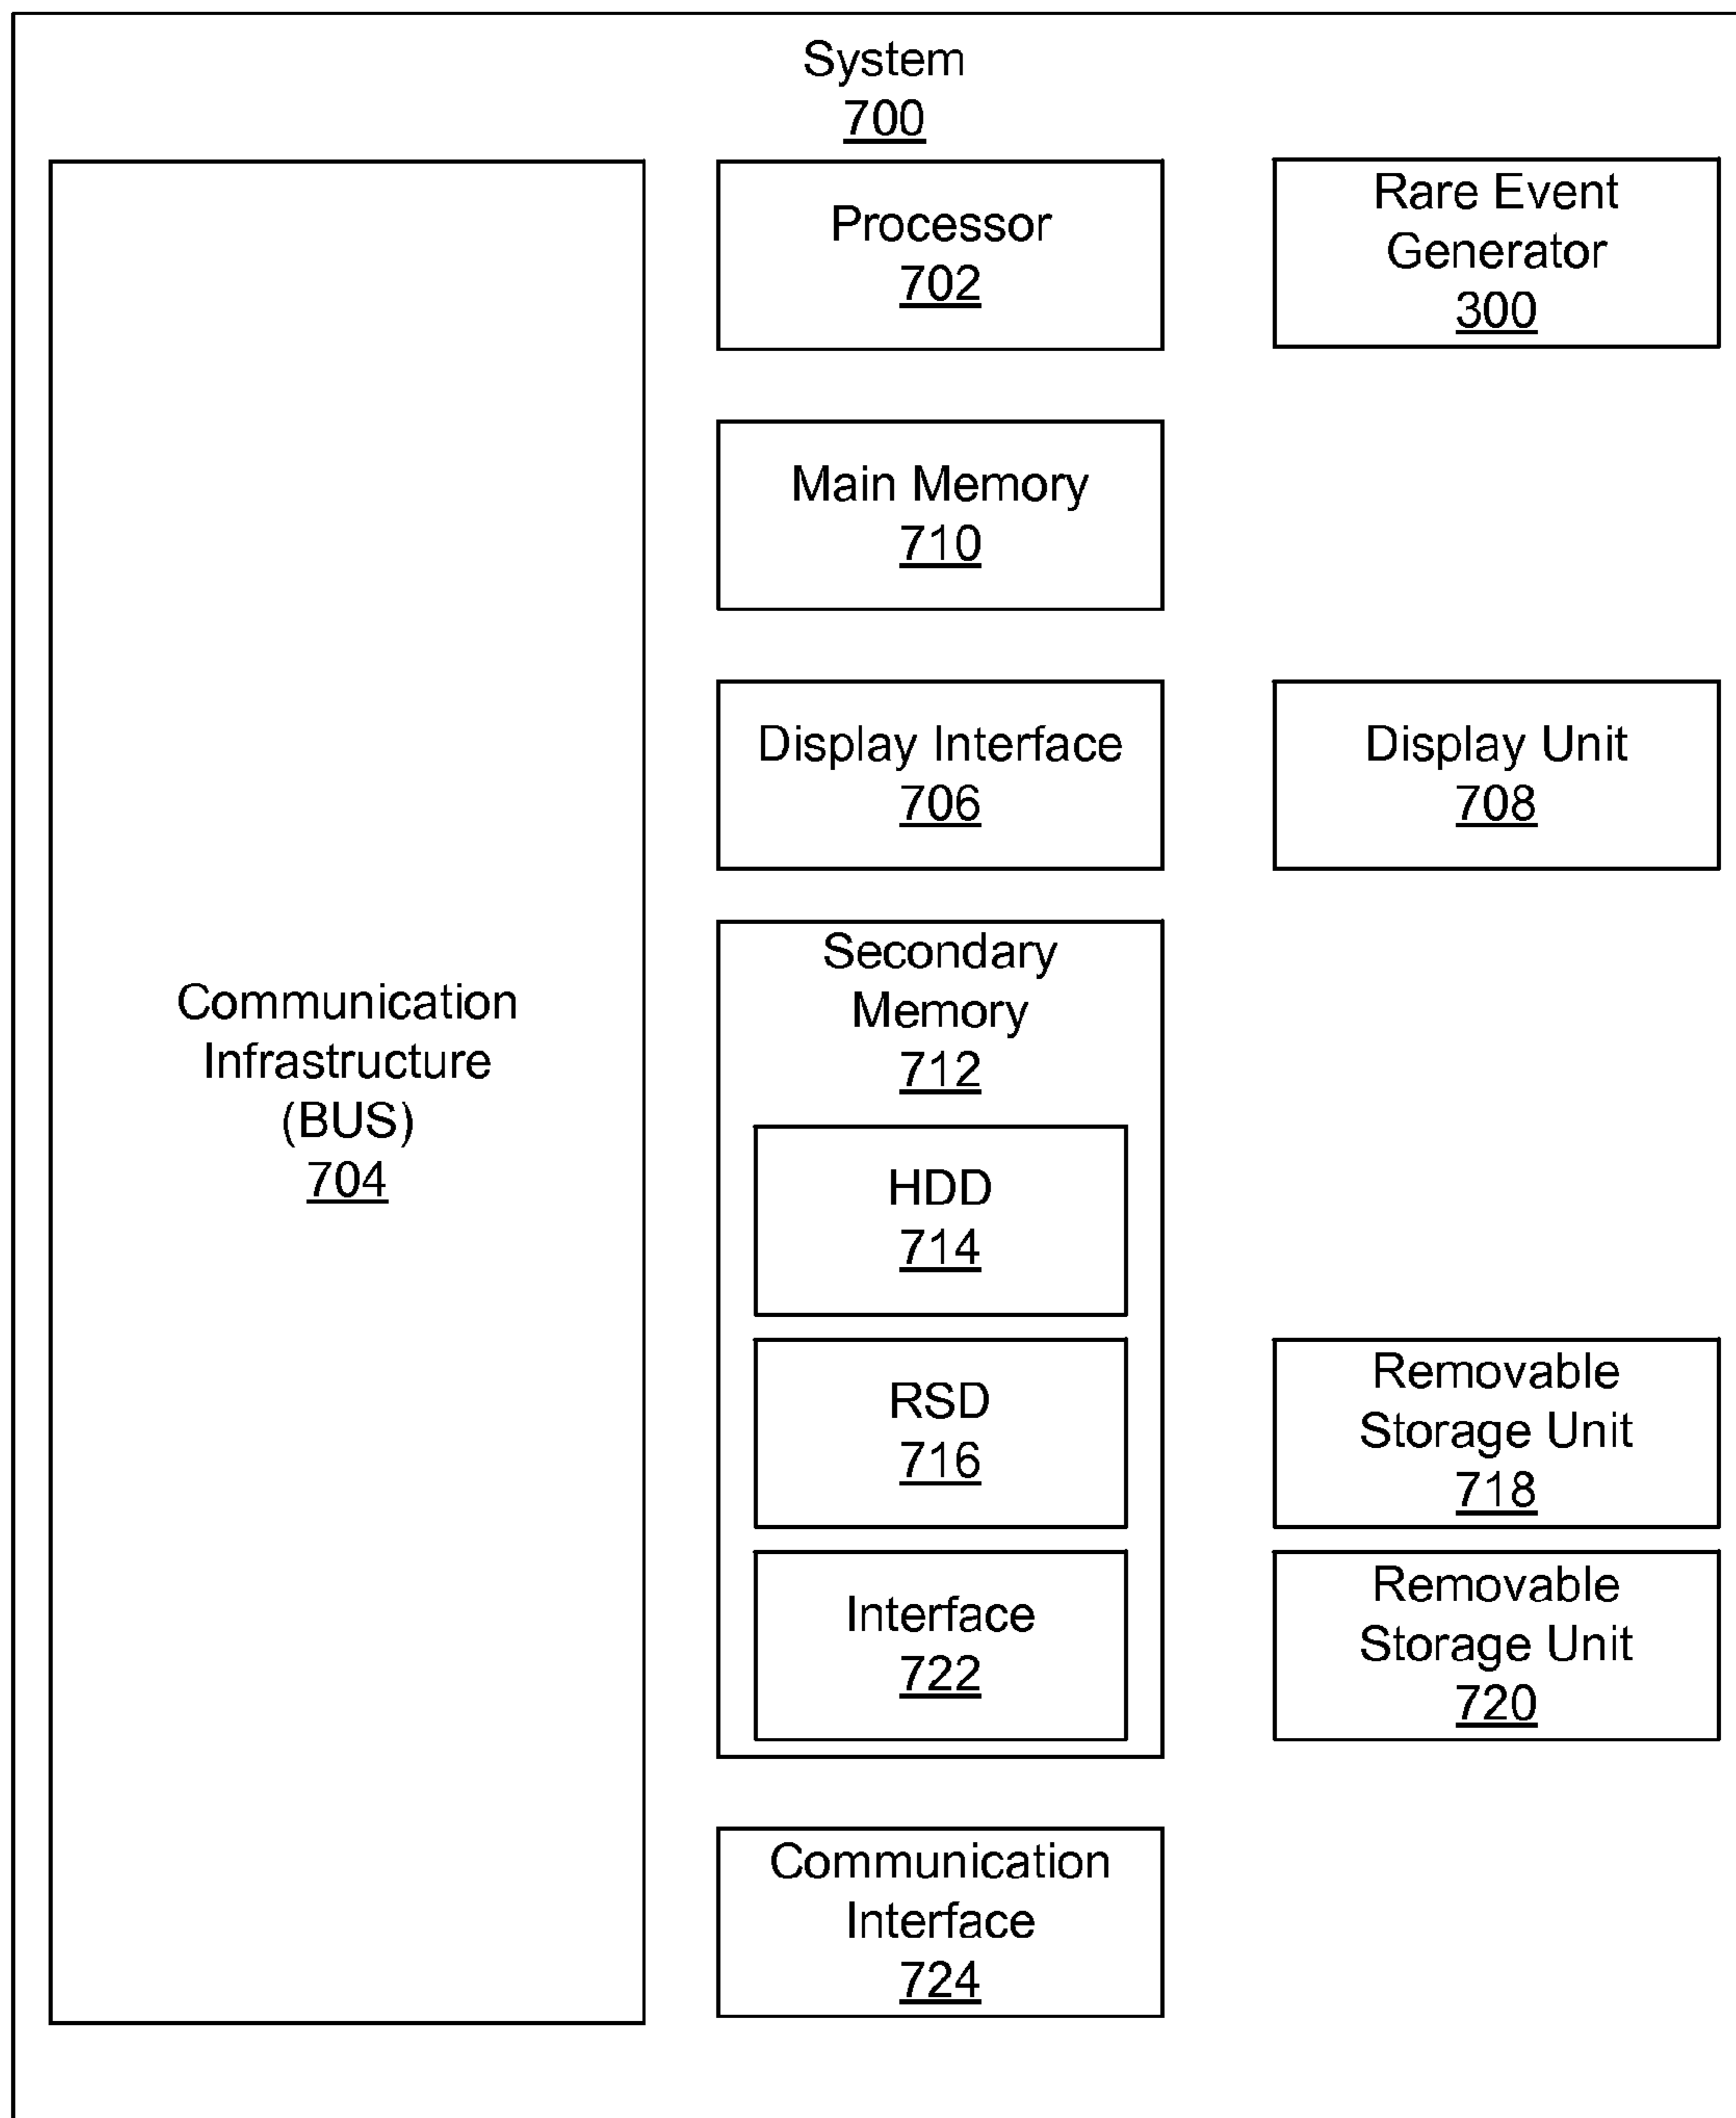 System
700
Processor
702
Rare Event
Generator
300
Main Memory
710
Display Interface
706
Display Unit
708
Communication
Infrastructure
(BUS)
704
Secondary
Memory
712
HDD
714
RSD
716
Removable
Storage Unit
718
Interface
722
Removable
Storage Unit
720
Communication
Interface
724